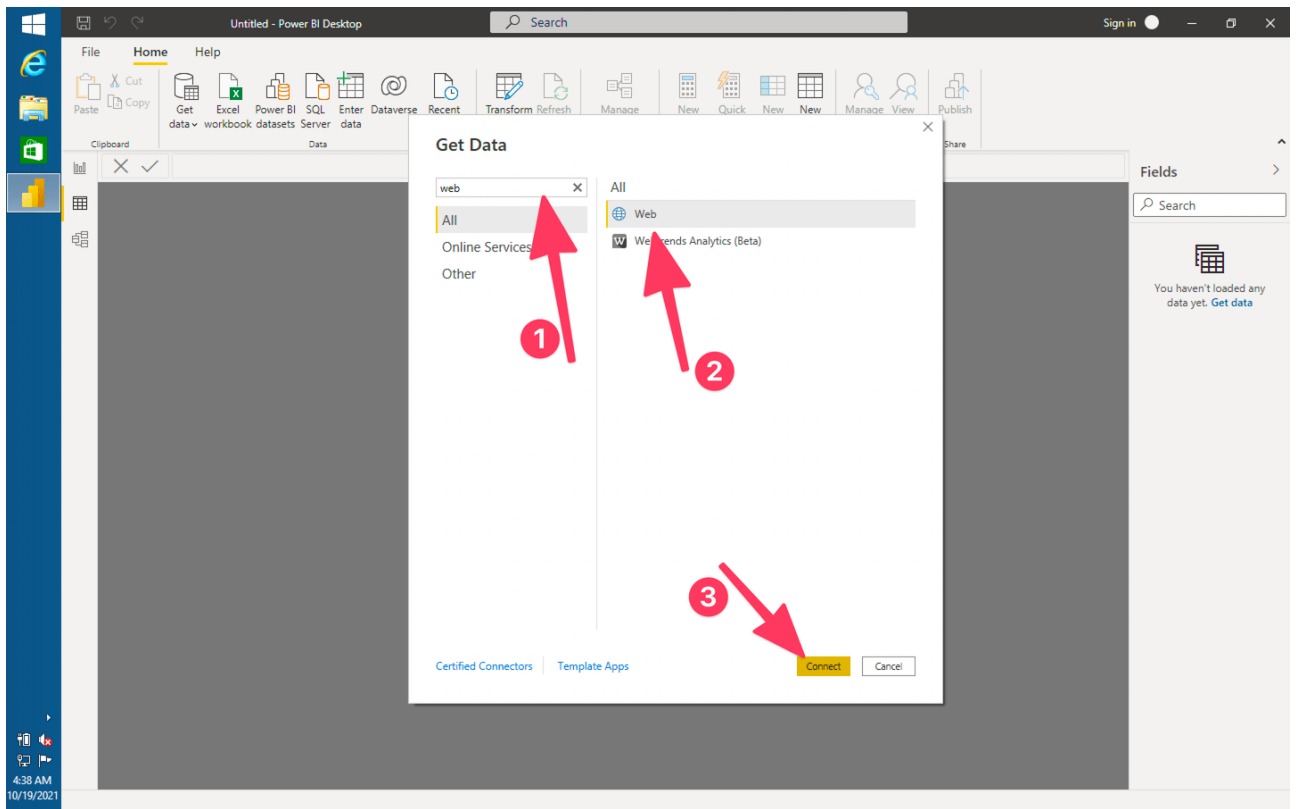 Untitled - Power BI Desktop
Search
Sign in
File Home Help
Paste
Cut
Copy
Get data
Excel workbook
Power BI datasets
SQL Server
Enter data
Dataverse
Recent
Transform
Refresh
Manage
New
Quick
New
New
Manage
View
Publish
Clipboard
Data
Share
Get Data
web
All
Online Services
Other
All
Web
W
Webtrends Analytics (Beta)
1
2
3
Certified Connectors
Template Apps
Connect
Cancel
Fields
Search
You haven't loaded any
data yet. Get data
4:38 AM
10/19/2021